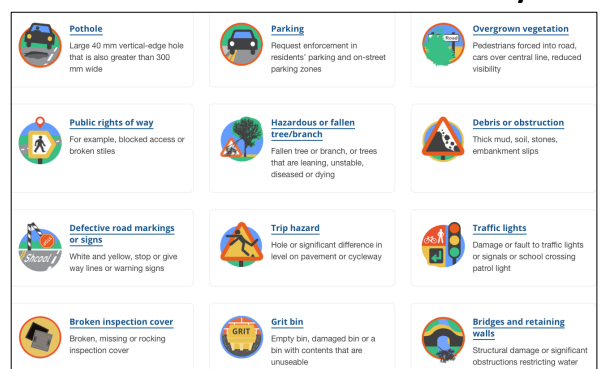 Pothole
Large 40 mm vertical-edge hole
that is also greater than 300
mm wide
Parking
Request enforcement in
residents' parking and on-street
parking zones
Road
Overgrown vegetation
Pedestrians forced into road,
cars over central line, reduced
visibility
Public rights of way
For example, blocked access or
broken stiles
Hazardous or fallen
tree/branch
Fallen tree or branch, or trees
that are leaning, unstable,
diseased or dying
Debris or obstruction
Thick mud, soil, stones,
embankment slips
Shcool
Defective road markings
or signs
White and yellow, stop or give
way lines or warning signs
Trip hazard
Hole or significant difference in
level on pavement or cycleway
Traffic lights
Damage or fault to traffic lights
or signals or school crossing
patrol light
Broken inspection cover
Broken, missing or rocking
inspection cover
GRIT
Grit bin
Empty bin, damaged bin or a
bin with contents that are
unuseable
Bridges and retaining
walls
Structural damage or significant
obstructions restricting water